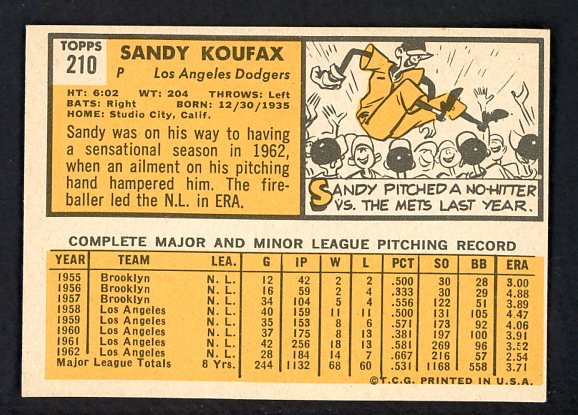 TOPPS
210
SANDY KOUFAX
P Los Angeles Dodgers
HT: 6:02 WT: 204 THROWS: Left
BATS: Right BORN: 12/30/1935
HOME: Studio City, Calif.
Sandy was on his way to having
a sensational season in 1962,
when an ailment on his pitching
hand hampered him. The fire-
baller led the N.L. in ERA.
SANDY PITCHED A NO-HITTER
VS. THE METS LAST YEAR.
COMPLETE MAJOR AND MINOR LEAGUE PITCHING RECORD
YEAR TEAM LEA. G IP W L PCT SO BB ERA
1955 Brooklyn N. L. 12 42 2 2 .500 30 28 3.00
1956 Brooklyn N. L. 16 59 2 4 .333 30 29 4.88
1957 Brooklyn N. L. 34 104 5 4 .556 122 51 3.89
1958 Los Angeles N. L. 40 159 11 11 .500 131 105 4.47
1959 Los Angeles N. L. 35 153 8 6 .571 173 92 4.06
1960 Los Angeles N. L. 37 175 8 13 .381 197 100 3.91
1961 Los Angeles N. L. 42 256 18 13 .581 269 96 3.52
1962 Los Angeles N. L. 28 184 14 7 .667 216 57 2.54
Major League Totals 8 Yrs. 244 1132 68 60 .531 1168 558 3.71
©T.C.G. PRINTED IN U.S.A.